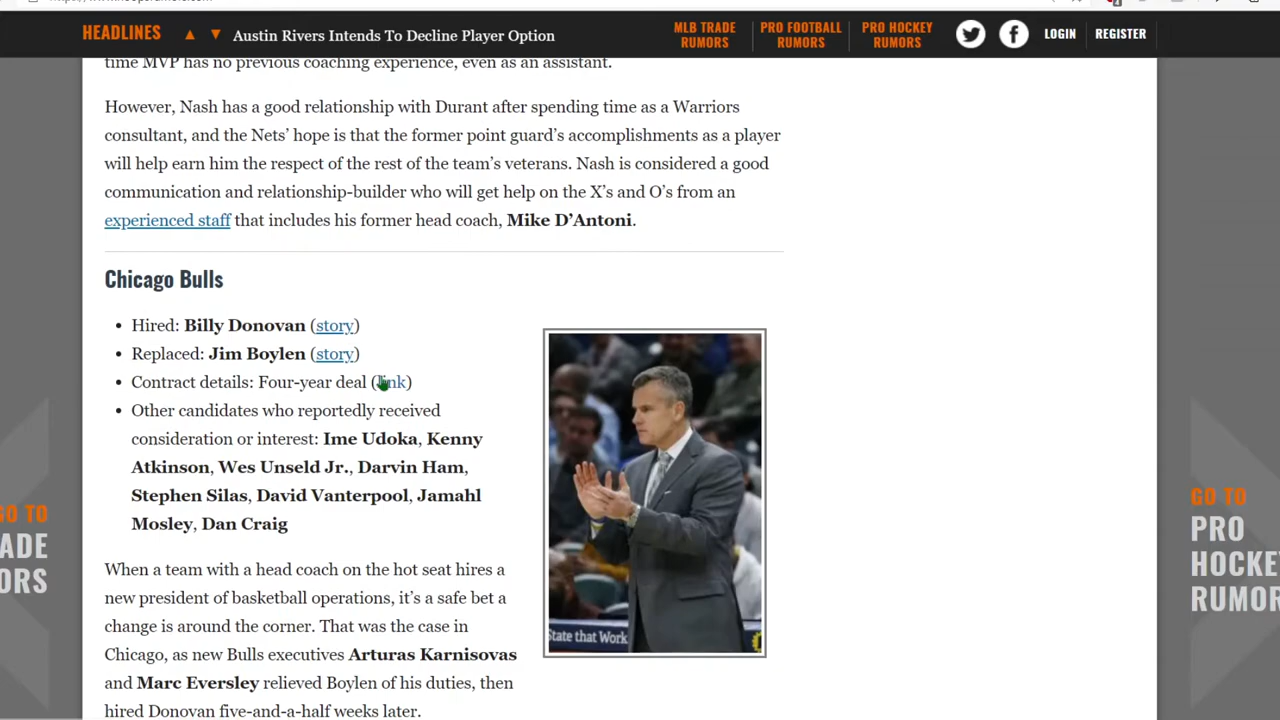 HEADLINES
Austin Rivers Intends To Decline Player Option
MLB TRADE
RUMORS
PRO FOOTBALL
RUMORS
PRO HOCKEY
RUMORS
LOGIN
REGISTER
time MVP has no previous coaching experience, even as an assistant.
However, Nash has a good relationship with Durant after spending time as a Warriors
consultant, and the Nets’ hope is that the former point guard’s accomplishments as a player
will help earn him the respect of the rest of the team’s veterans. Nash is considered a good
communication and relationship-builder who will get help on the X’s and O’s from an
experienced staff that includes his former head coach, Mike D’Antoni.
Chicago Bulls
Hired: Billy Donovan (story)
Replaced: Jim Boylen (story)
Contract details: Four-year deal (link)
Other candidates who reportedly received
consideration or interest: Ime Udoka, Kenny
Atkinson, Wes Unseld Jr., Darvin Ham,
Stephen Silas, David Vanterpool, Jamahl
Mosley, Dan Craig
State that Work
When a team with a head coach on the hot seat hires a
new president of basketball operations, it’s a safe bet a
change is around the corner. That was the case in
Chicago, as new Bulls executives Arturas Karnisovas
and Marc Eversley relieved Boylen of his duties, then
hired Donovan five-and-a-half weeks later.
GO TO
ADE
ORS
GO TO
PRO
HOCKEY
RUMOR